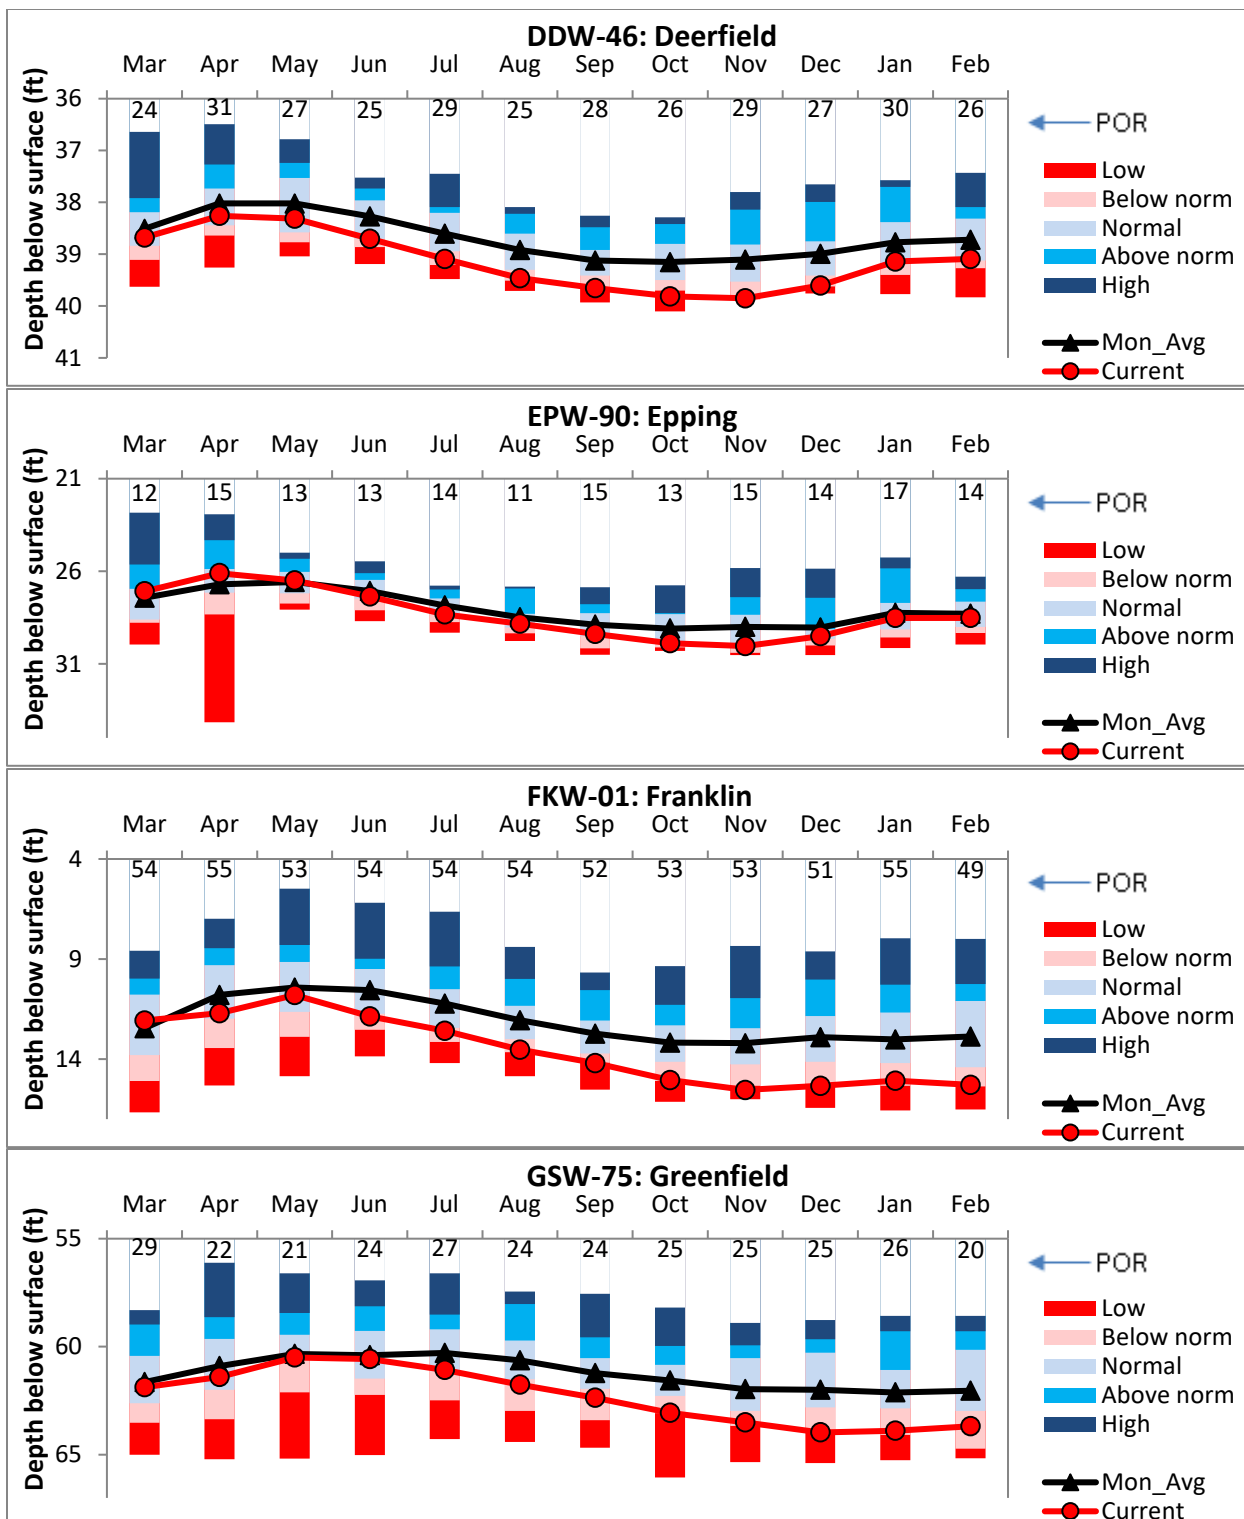 DDW-46: Deerfield
Mar Apr May Jun Jul Aug Sep Oct Nov Dec Jan Feb
Depth below surface (ft)
36
37
38
39
40
41
24 31 27 25 29 25 28 26 29 27 30 26
POR
Low
Below norm
Normal
Above norm
High
Mon_Avg
Current
EPW-90: Epping
Mar Apr May Jun Jul Aug Sep Oct Nov Dec Jan Feb
Depth below surface (ft)
21
26
31
12 15 13 13 14 11 15 13 15 14 17 14
POR
Low
Below norm
Normal
Above norm
High
Mon_Avg
Current
FKW-01: Franklin
Mar Apr May Jun Jul Aug Sep Oct Nov Dec Jan Feb
Depth below surface (ft)
4
9
14
54 55 53 54 54 54 52 53 53 51 55 49
POR
Low
Below norm
Normal
Above norm
High
Mon_Avg
Current
GSW-75: Greenfield
Mar Apr May Jun Jul Aug Sep Oct Nov Dec Jan Feb
Depth below surface (ft)
55
60
65
29 22 21 24 27 24 24 25 25 25 26 20
POR
Low
Below norm
Normal
Above norm
High
Mon_Avg
Current